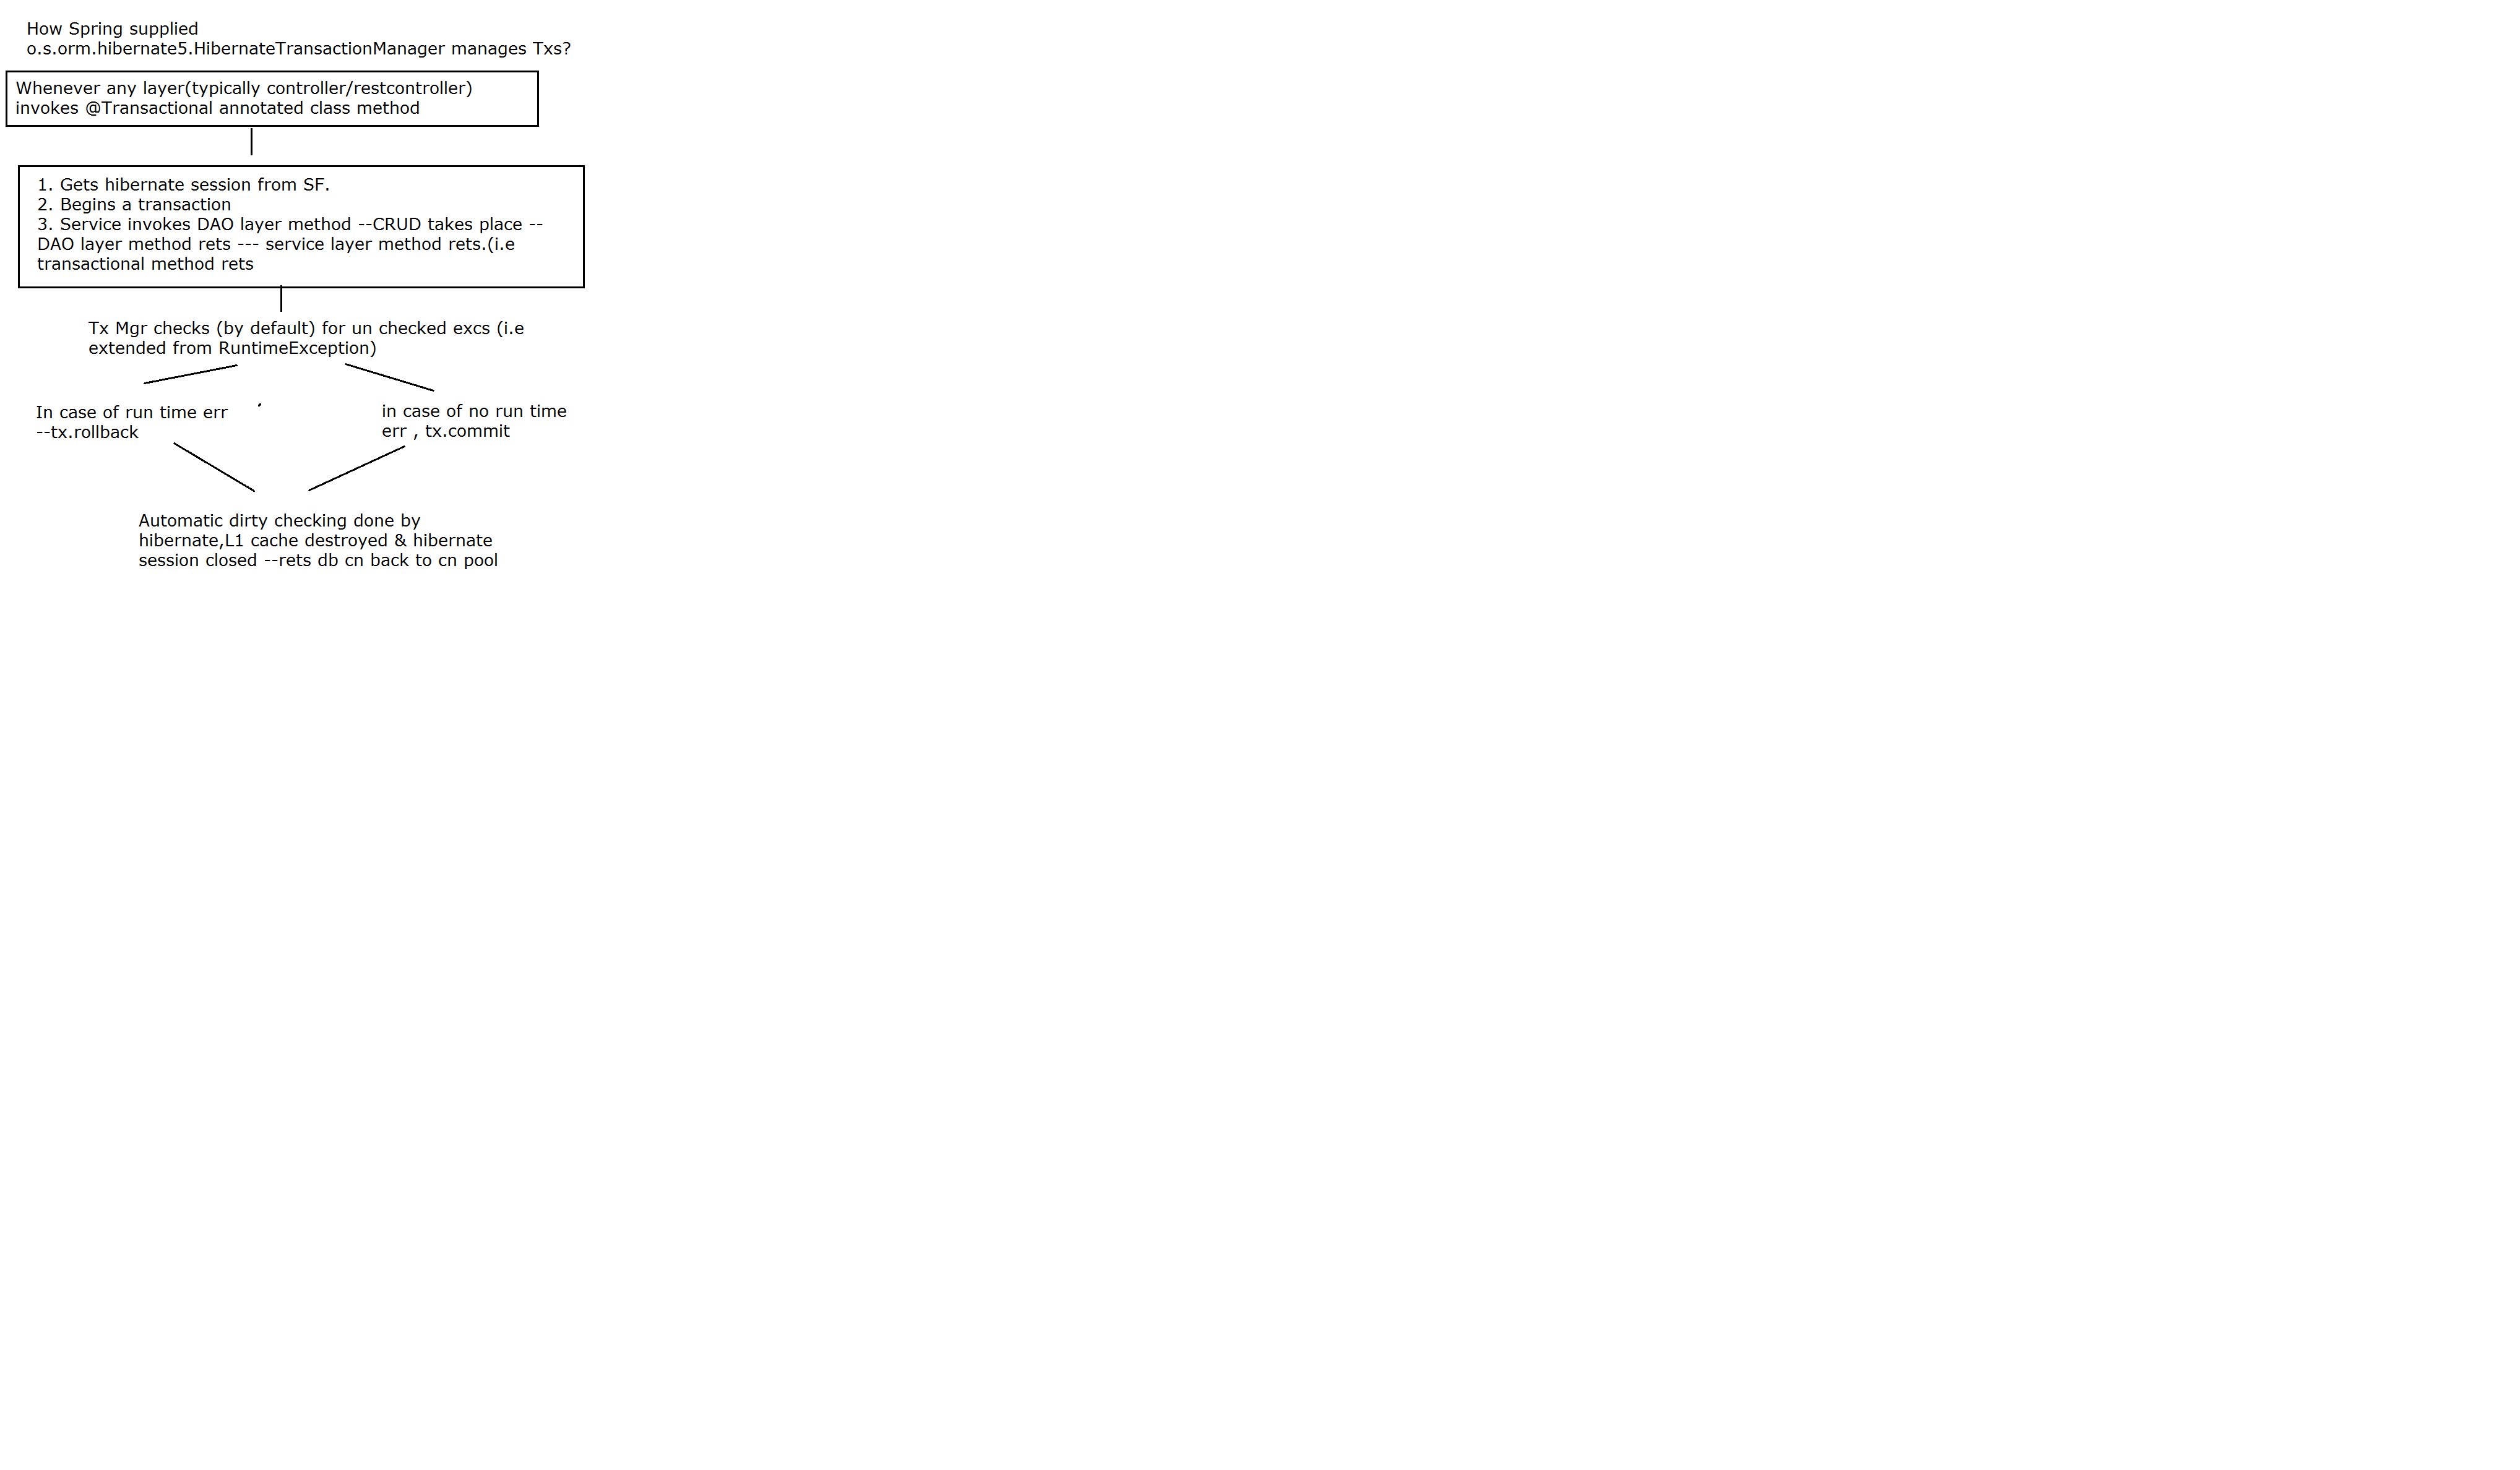 How Spring supplied
o.s.orm.hibernate5.HibernateTransactionManager manages Txs?
Whenever any layer(typically controller/restcontroller)
invokes @Transactional annotated class method
1. Gets hibernate session from SF.
2. Begins a transaction
3. Service invokes DAO layer method --CRUD takes place --
DAO layer method rets --- service layer method rets.(i.e
transactional method rets
Tx Mgr checks (by default) for un checked excs (i.e
extended from RuntimeException)
In case of run time err
--tx.rollback
in case of no run time
err , tx.commit
Automatic dirty checking done by
hibernate,L1 cache destroyed & hibernate
session closed --rets db cn back to cn pool